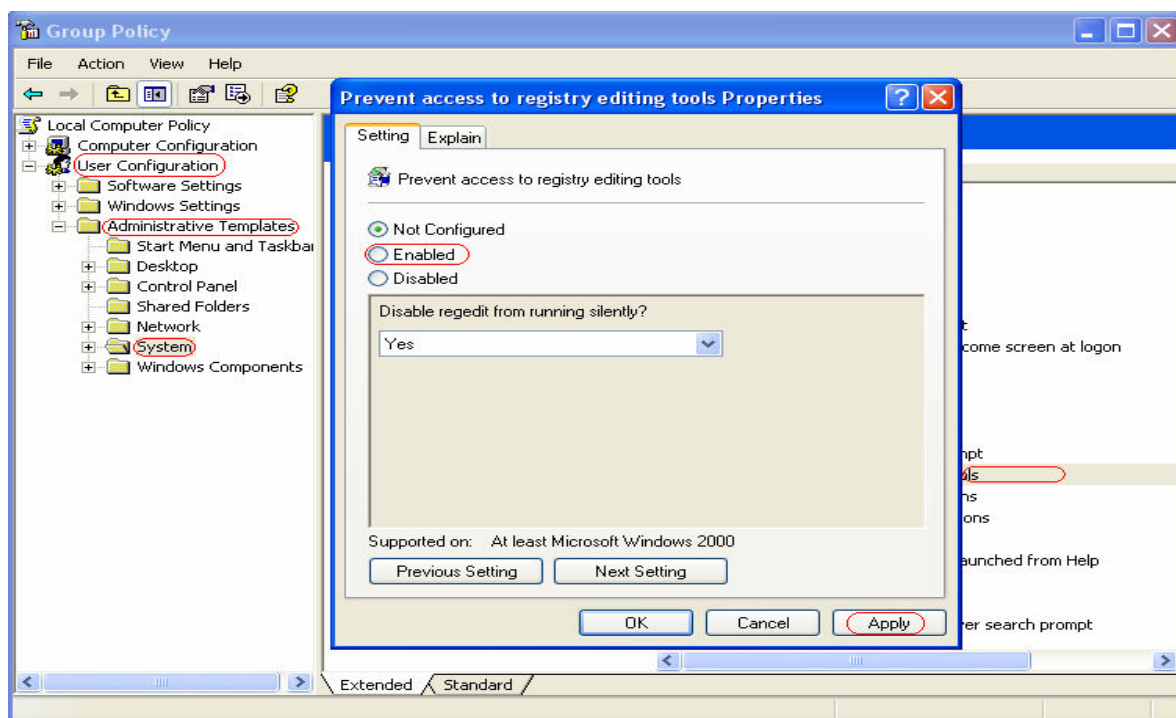 Group Policy
File Action View Help
Local Computer Policy
Computer Configuration
User Configuration
Software Settings
Windows Settings
Administrative Templates
Start Menu and Taskbar
Desktop
Control Panel
Shared Folders
Network
System
Windows Components
Prevent access to registry editing tools Properties
Setting Explain
Prevent access to registry editing tools
Not Configured
Enabled
Disabled
Disable regedit from running silently?
Yes
Supported on: At least Microsoft Windows 2000
Previous Setting Next Setting
OK Cancel Apply
come screen at logon
ons
aunched from Help
er search prompt
Extended Standard